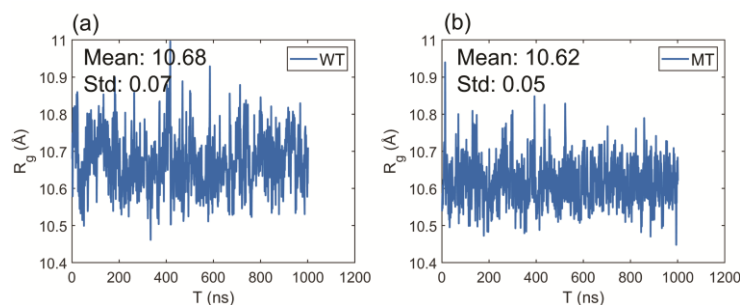 (a)
Mean: 10.68
Std: 0.07
WT
11
10.9
10.8
10.7
10.6
10.5
10.4
R_g (Å)
0 200 400 600 800 1000 1200
T (ns)
(b)
Mean: 10.62
Std: 0.05
MT
11
10.9
10.8
10.7
10.6
10.5
10.4
R_g (Å)
0 200 400 600 800 1000 1200
T (ns)